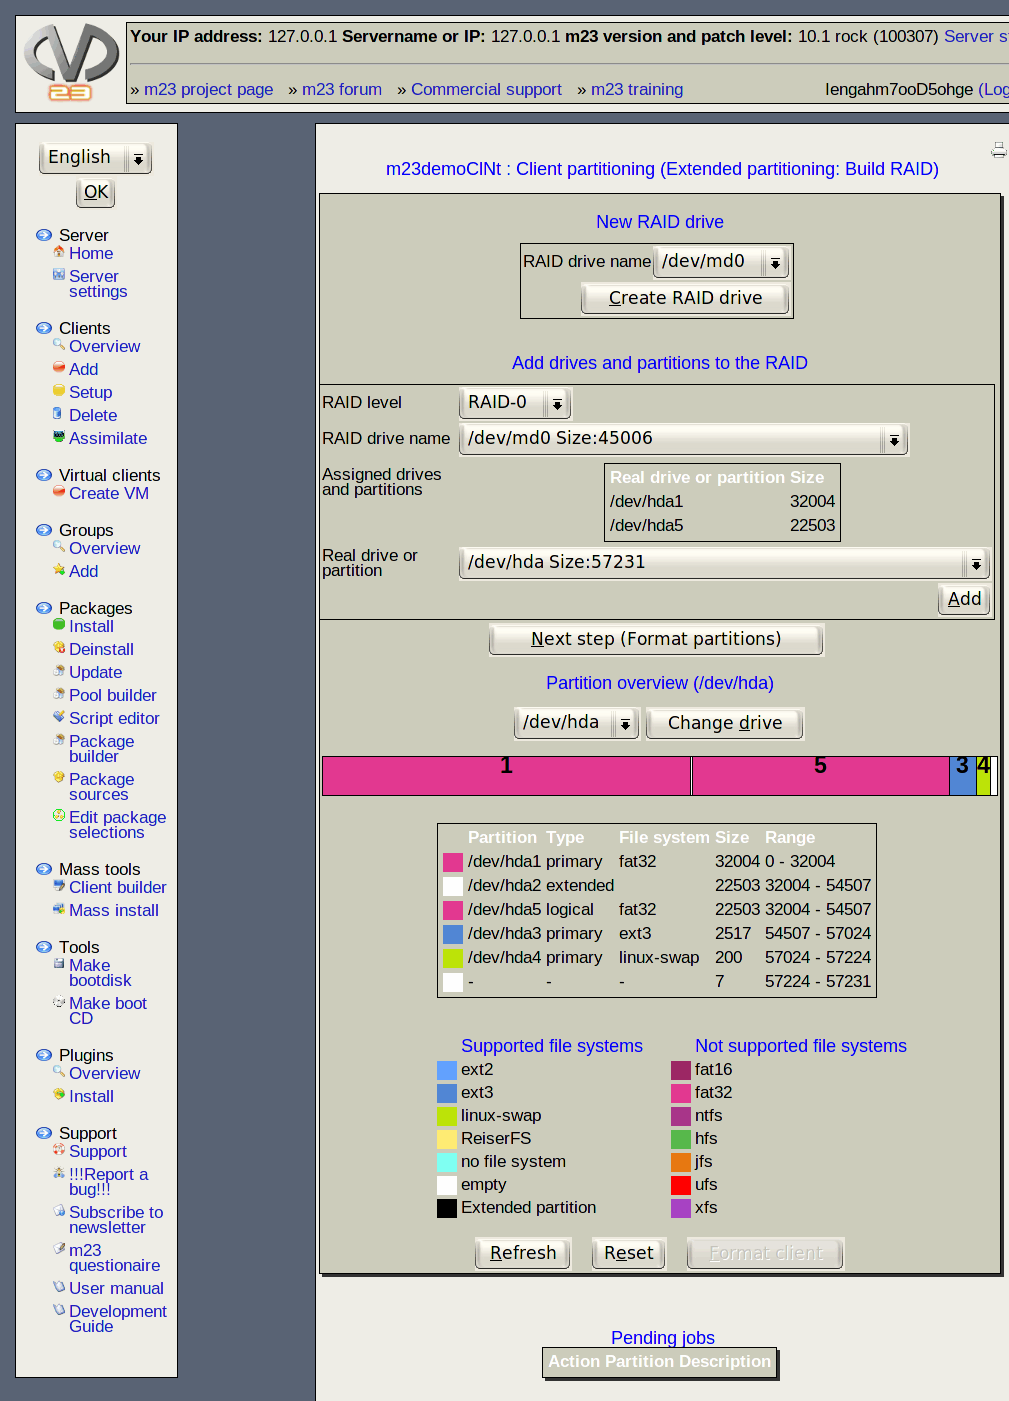 Your IP address: 127.0.0.1 Servername or IP: 127.0.0.1 m23 version and patch level: 10.1 rock (100307) Server s
» m23 project page » m23 forum » Commercial support » m23 training Iengahm7ooD5ohge (Log
23
English
OK
Server
Home
Server
settings
Clients
Overview
Add
Setup
Delete
Assimilate
Virtual clients
Create VM
Groups
Overview
Add
Packages
Install
Deinstall
Update
Pool builder
Script editor
Package
builder
Package
sources
Edit package
selections
Mass tools
Client builder
Mass install
Tools
Make
bootdisk
Make boot
CD
Plugins
Overview
Install
Support
Support
!!!Report a
bug!!!
Subscribe to
newsletter
m23
questionaire
User manual
Development
Guide
m23demoClNt : Client partitioning (Extended partitioning: Build RAID)
New RAID drive
RAID drive name /dev/md0
Create RAID drive
Add drives and partitions to the RAID
RAID level RAID-0
RAID drive name /dev/md0 Size:45006
Assigned drives
and partitions
Real drive or partition Size
/dev/hda1 32004
/dev/hda5 22503
Real drive or
partition
/dev/hda Size:57231
Add
Next step (Format partitions)
Partition overview (/dev/hda)
/dev/hda Change drive
1 5 3 4
Partition Type File system Size Range
/dev/hda1 primary fat32 32004 0 - 32004
/dev/hda2 extended 22503 32004 - 54507
/dev/hda5 logical fat32 22503 32004 - 54507
/dev/hda3 primary ext3 2517 54507 - 57024
/dev/hda4 primary linux-swap 200 57024 - 57224
- - - 7 57224 - 57231
Supported file systems Not supported file systems
ext2 fat16
ext3 fat32
linux-swap ntfs
ReiserFS hfs
no file system jfs
empty ufs
Extended partition xfs
Refresh Reset Format client
Pending jobs
Action Partition Description